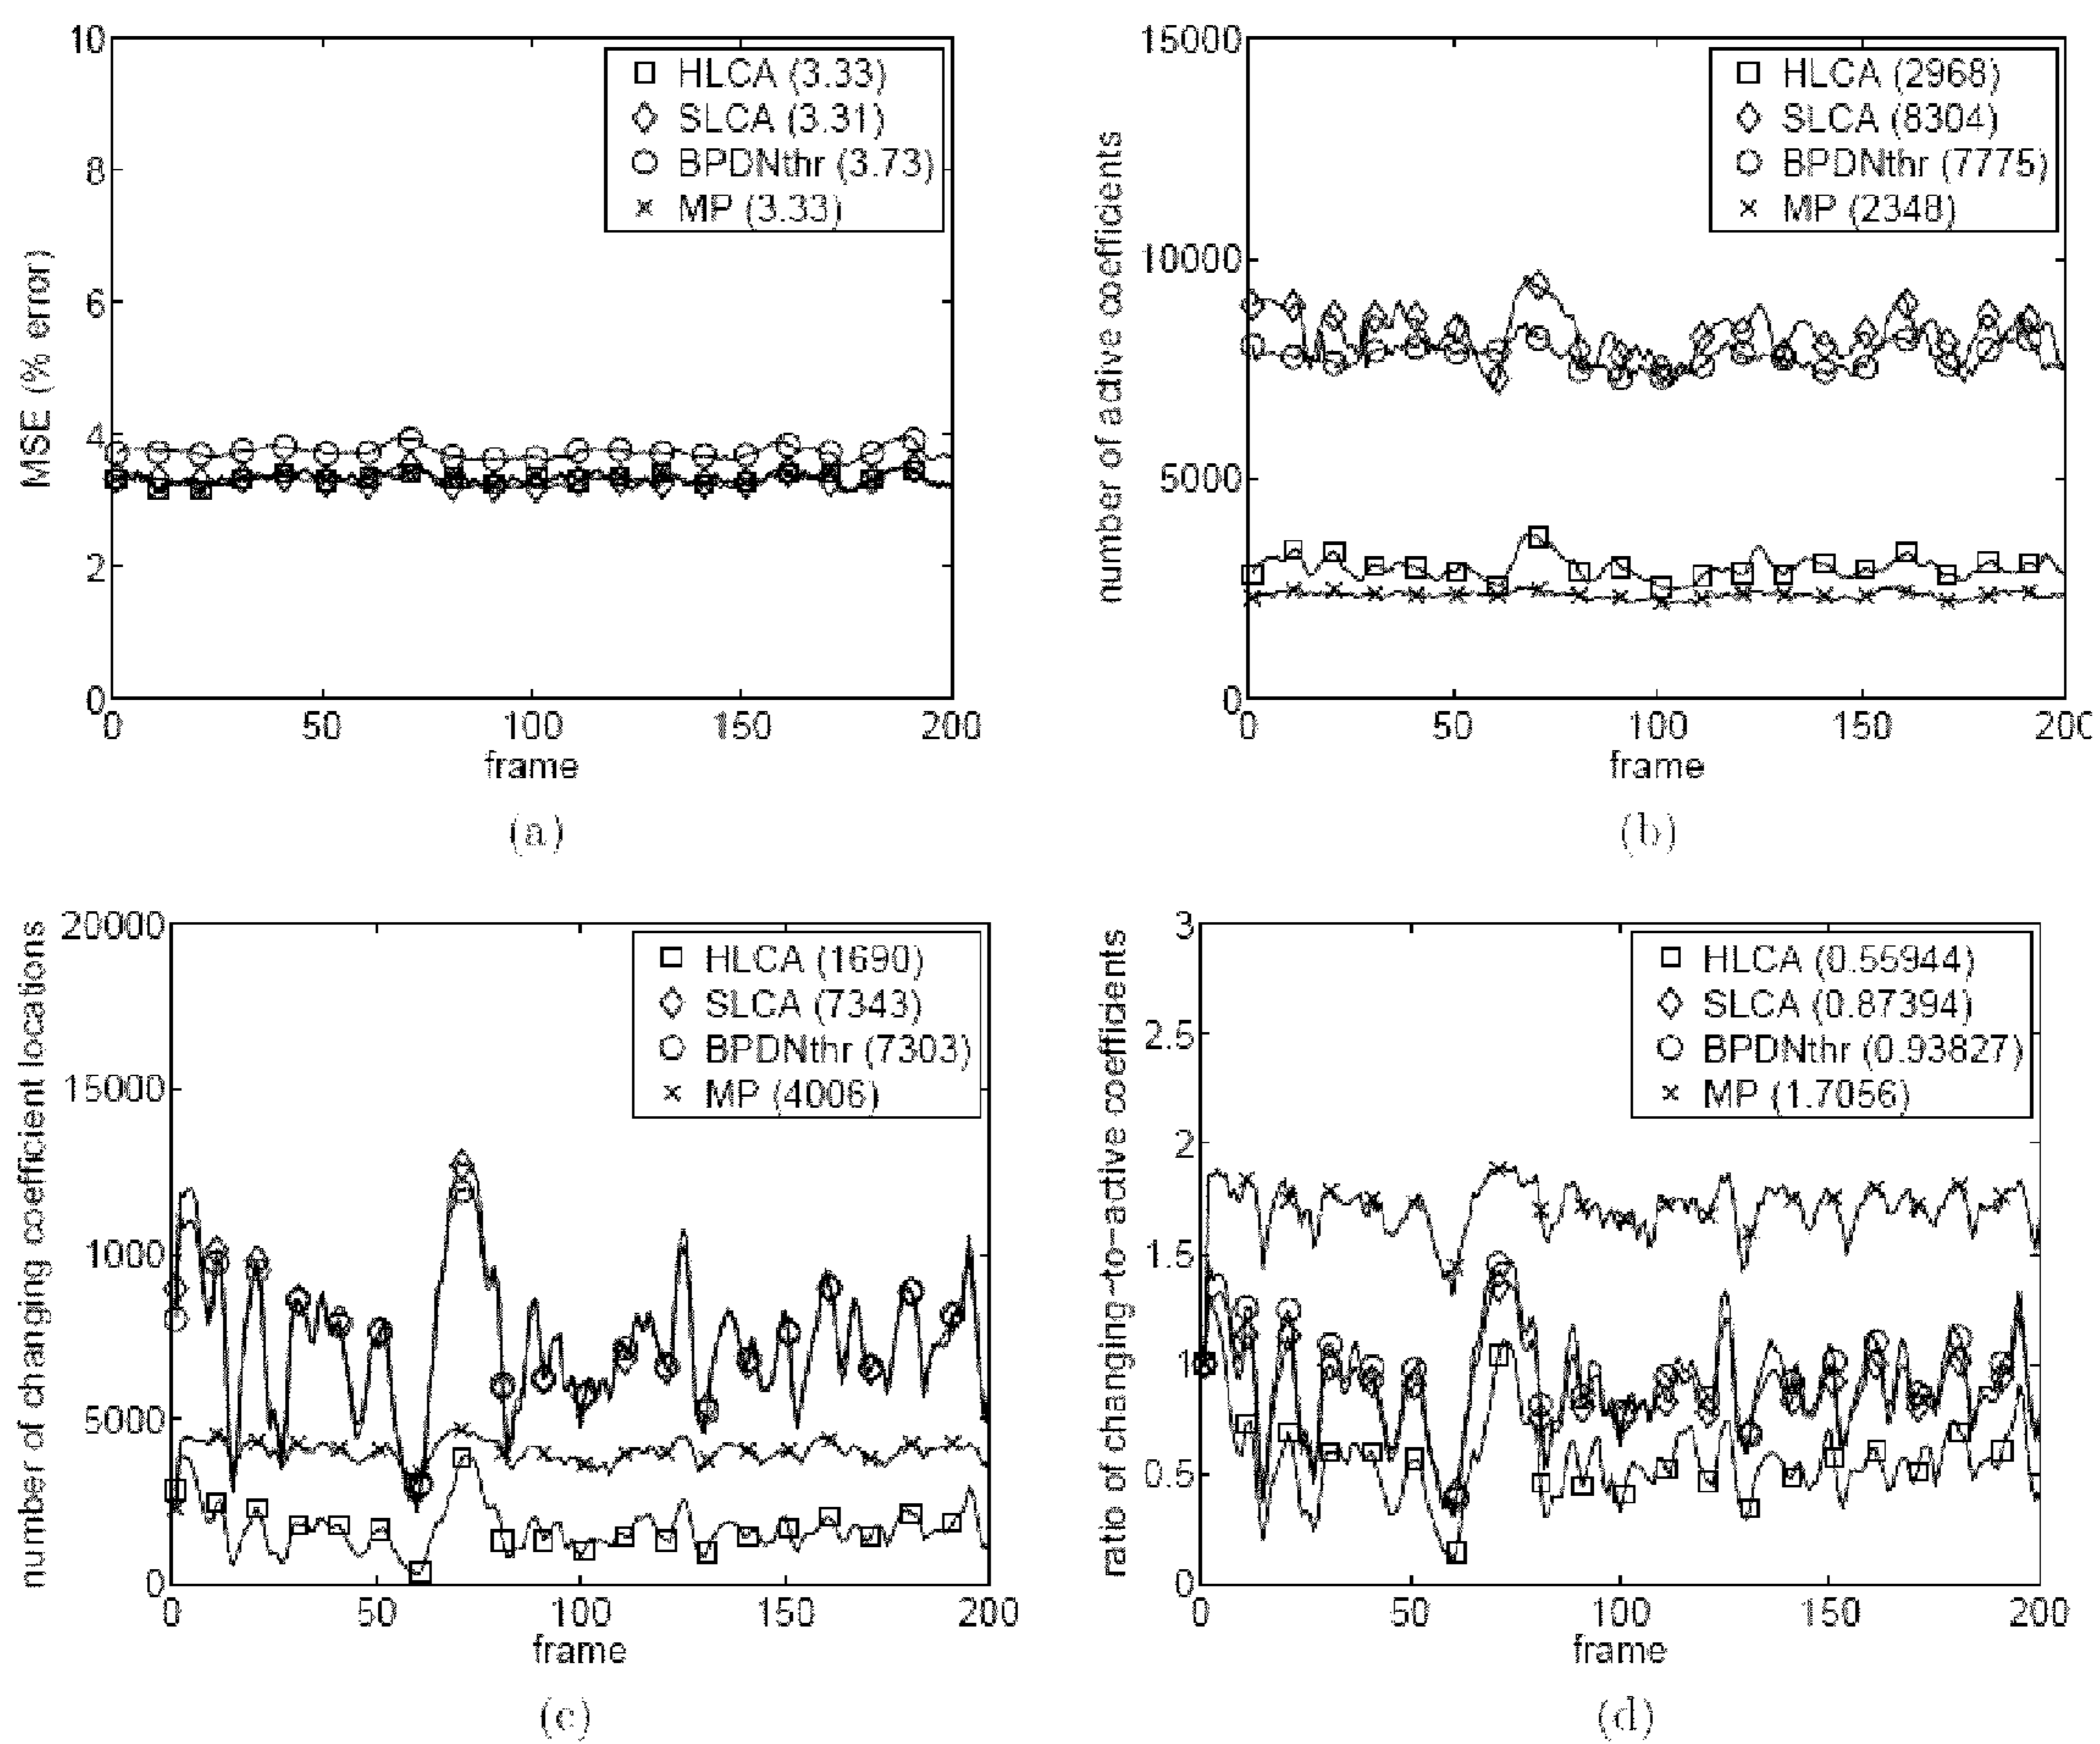 MSE (% error)
10
8
6
4
2
0
0 50 100 150 200
frame
HLCA (3.33)
SLCA (3.31)
BPDNthr (3.73)
MP (3.33)
(a)
number of active coefficients
15000
10000
5000
0
0 50 100 150 200
frame
HLCA (2968)
SLCA (8304)
BPDNthr (7775)
MP (2348)
(b)
number of changing coefficient locations
20000
15000
10000
5000
0
0 50 100 150 200
frame
HLCA (1690)
SLCA (7343)
BPDNthr (7303)
MP (4006)
(c)
ratio of changing-to-active coefficients
3
2.5
2
1.5
1
0.5
0
0 50 100 150 200
frame
HLCA (0.55944)
SLCA (0.87394)
BPDNthr (0.93827)
MP (1.7056)
(d)